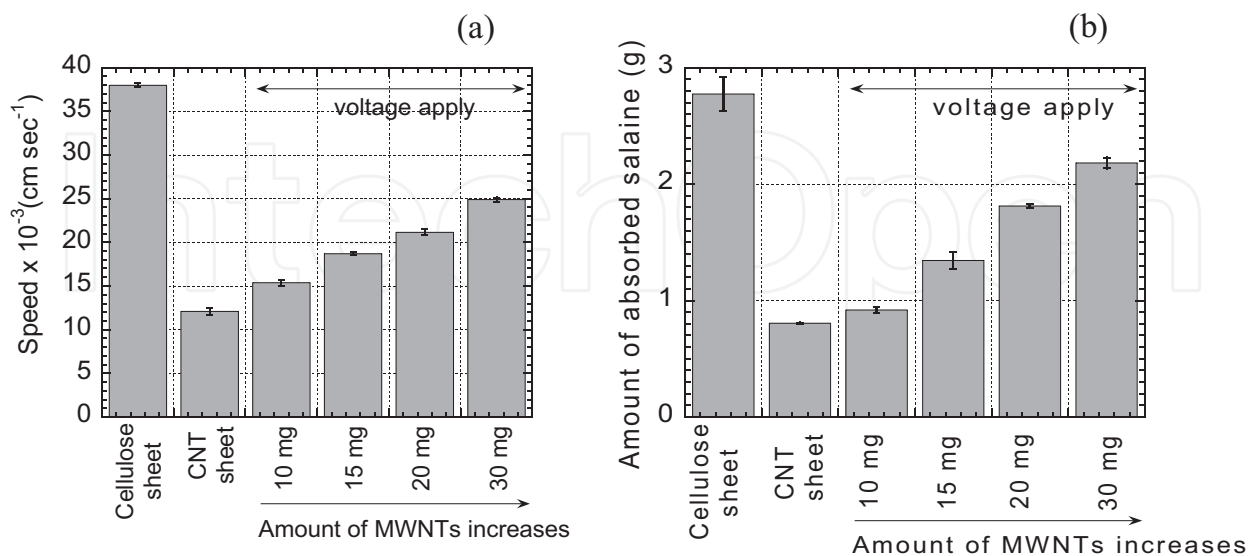 (a)
Speed x 10⁻³(cm sec⁻¹)
40
35
30
25
20
15
10
5
0
voltage apply
Cellulose
sheet
CNT
sheet
10 mg
15 mg
20 mg
30 mg
Amount of MWNTs increases
(b)
Amount of absorbed salaine (g)
3
2
1
0
voltage apply
Cellulose
sheet
CNT
sheet
10 mg
15 mg
20 mg
30 mg
Amount of MWNTs increases
IntechOpen